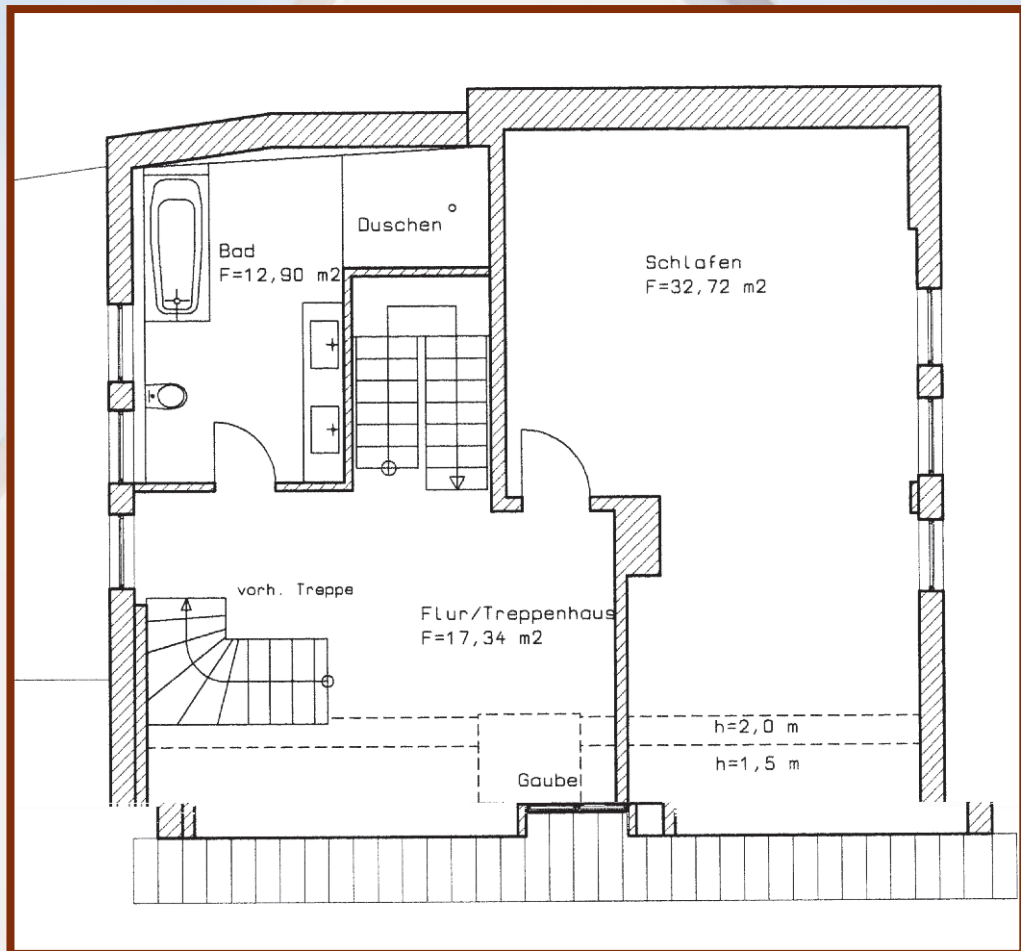 Duschen
Bad
F=12,90 m2
Schlafen
F=32,72 m2
vorh. Treppe
Flur/Treppenhaus
F=17,34 m2
h=2,0 m
h=1,5 m
Gaube